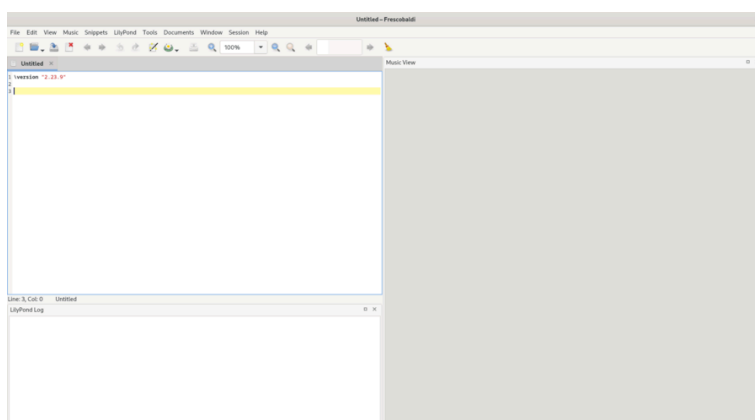 Untitled - Frescobaldi
File Edit View Music Snippets LilyPond Tools Documents Window Session Help
100%
Untitled
Music View
1 \version "2.23.9"
2
3
Line: 3, Col: 0 Untitled
LilyPond Log